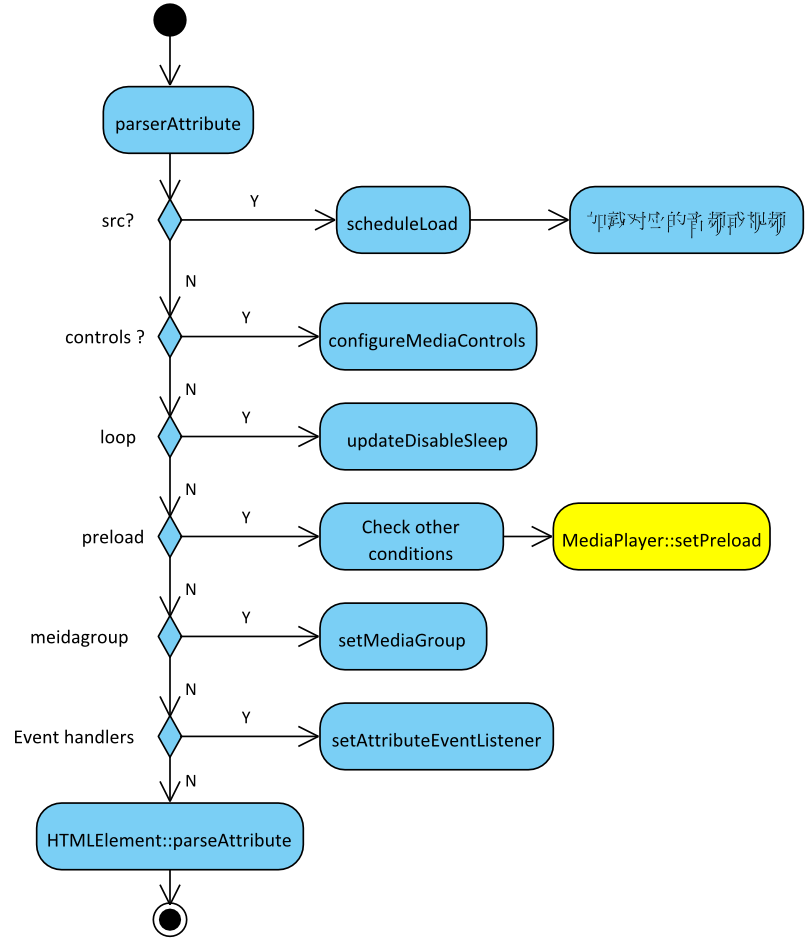 parserAttribute
src?
Y
scheduleLoad
加载对应的音频或视频
N
controls ?
Y
configureMediaControls
N
loop
Y
updateDisableSleep
N
preload
Y
Check other
conditions
MediaPlayer::setPreload
N
meidagroup
Y
setMediaGroup
N
Event handlers
Y
setAttributeEventListener
N
HTMLElement::parseAttribute